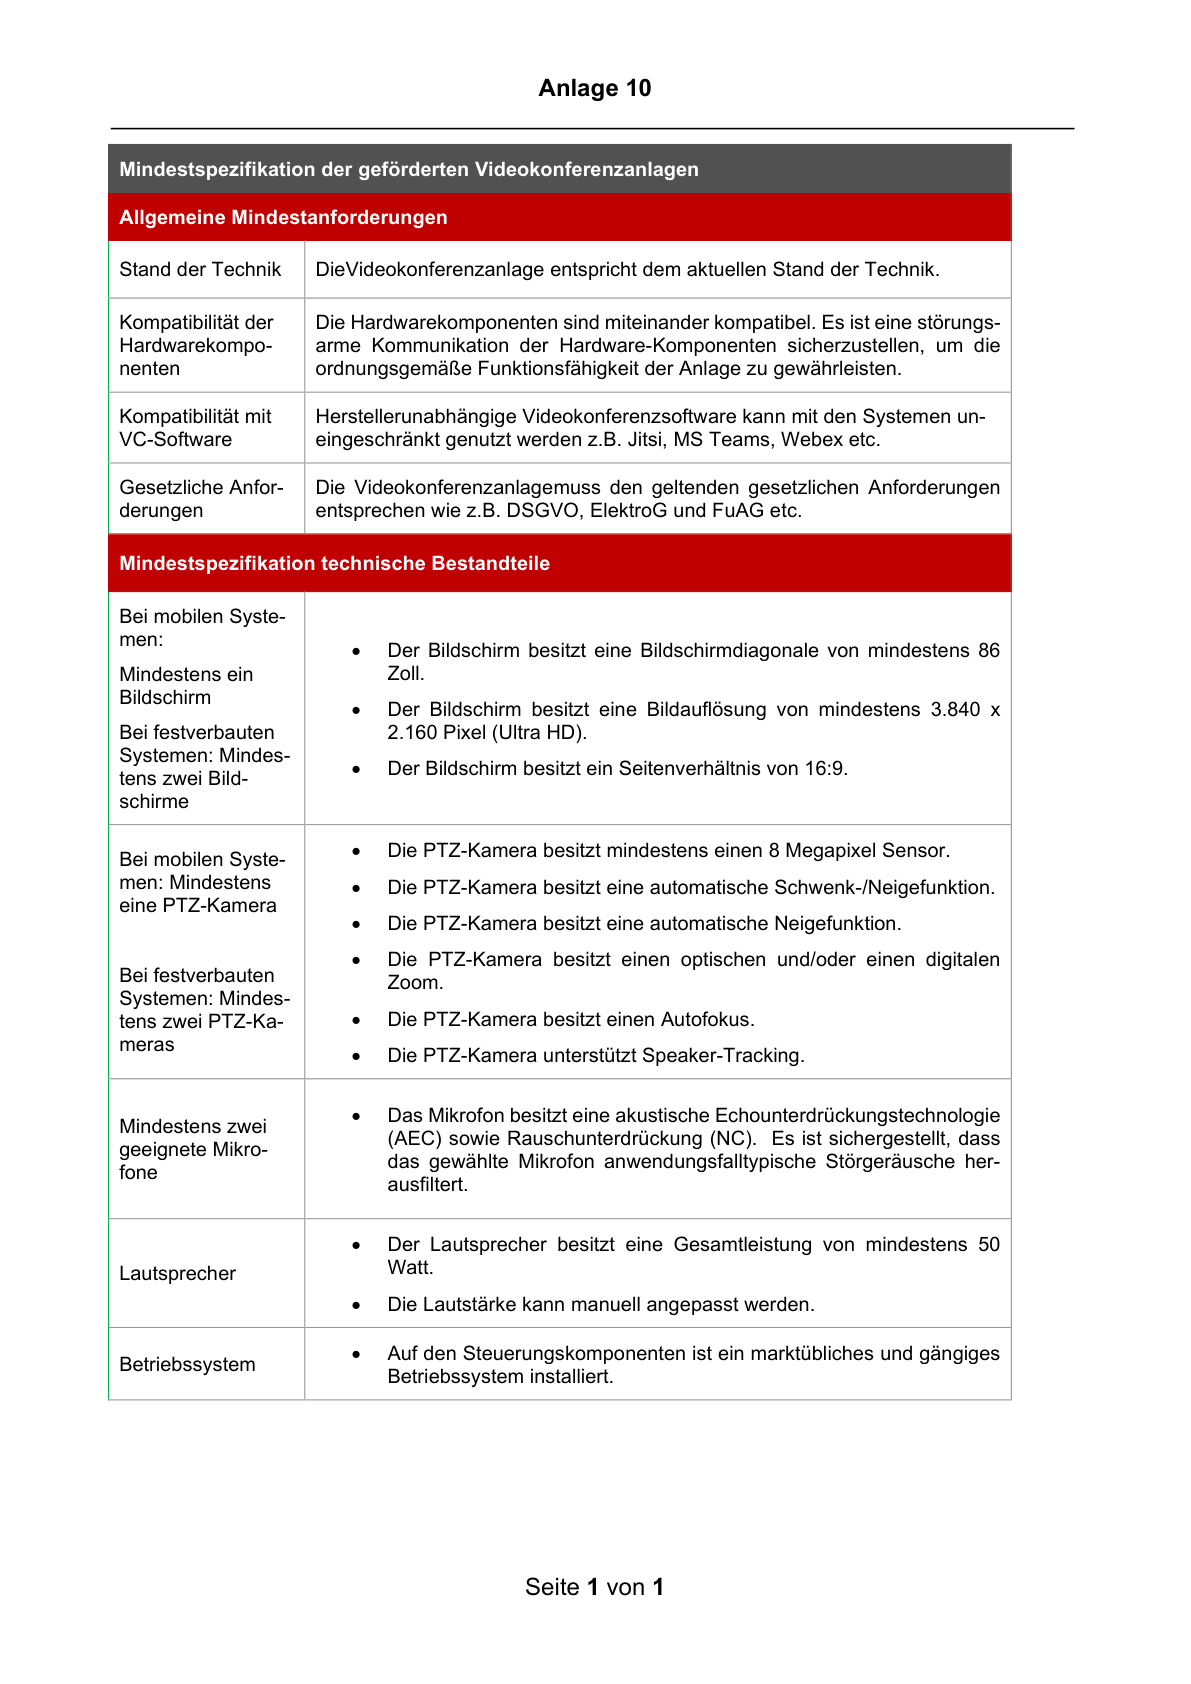 Anlage 10
Mindestspezifikation der geförderten Videokonferenzanlagen
Allgemeine Mindestanforderungen
Stand der Technik
DieVideokonferenzanlage entspricht dem aktuellen Stand der Technik.
Kompatibilität der
Hardwarekompo-
nenten
Die Hardwarekomponenten sind miteinander kompatibel. Es ist eine störungs-
arme Kommunikation der Hardware-Komponenten sicherzustellen, um die
ordnungsgemäße Funktionsfähigkeit der Anlage zu gewährleisten.
Kompatibilität mit
VC-Software
Herstellerunabhängige Videokonferenzsoftware kann mit den Systemen un-
eingeschränkt genutzt werden z.B. Jitsi, MS Teams, Webex etc.
Gesetzliche Anfor-
derungen
Die Videokonferenzanlagemuss den geltenden gesetzlichen Anforderungen
entsprechen wie z.B. DSGVO, ElektroG und FuAG etc.
Mindestspezifikation technische Bestandteile
Bei mobilen Syste-
men:
Mindestens ein
Bildschirm
Bei festverbauten
Systemen: Mindes-
tens zwei Bild-
schirme
• Der Bildschirm besitzt eine Bildschirmdiagonale von mindestens 86
Zoll.
• Der Bildschirm besitzt eine Bildauflösung von mindestens 3.840 x
2.160 Pixel (Ultra HD).
• Der Bildschirm besitzt ein Seitenverhältnis von 16:9.
Bei mobilen Syste-
men: Mindestens
eine PTZ-Kamera
Bei festverbauten
Systemen: Mindes-
tens zwei PTZ-Ka-
meras
• Die PTZ-Kamera besitzt mindestens einen 8 Megapixel Sensor.
• Die PTZ-Kamera besitzt eine automatische Schwenk-/Neigefunktion.
• Die PTZ-Kamera besitzt eine automatische Neigefunktion.
• Die PTZ-Kamera besitzt einen optischen und/oder einen digitalen
Zoom.
• Die PTZ-Kamera besitzt einen Autofokus.
• Die PTZ-Kamera unterstützt Speaker-Tracking.
Mindestens zwei
geeignete Mikro-
fone
• Das Mikrofon besitzt eine akustische Echounterdrückungstechnologie
(AEC) sowie Rauschunterdrückung (NC). Es ist sichergestellt, dass
das gewählte Mikrofon anwendungsfalltypische Störgeräusche her-
ausfiltert.
Lautsprecher
• Der Lautsprecher besitzt eine Gesamtleistung von mindestens 50
Watt.
• Die Lautstärke kann manuell angepasst werden.
Betriebssystem
• Auf den Steuerungskomponenten ist ein marktübliches und gängiges
Betriebssystem installiert.
Seite 1 von 1